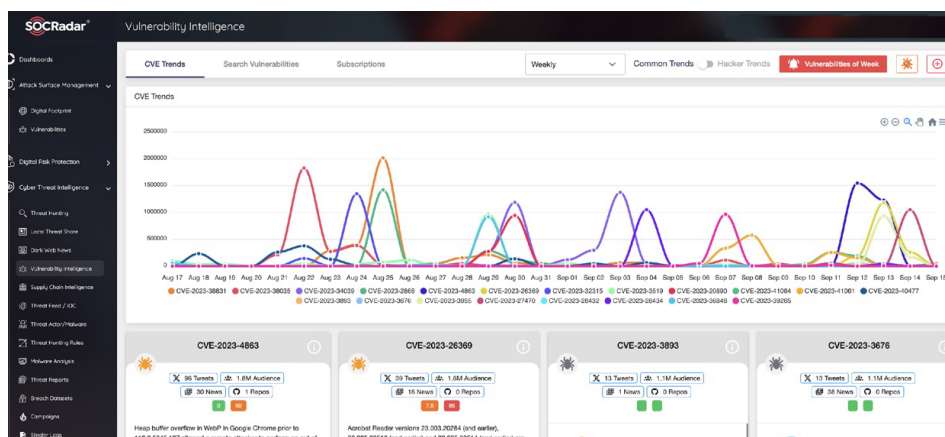 SOCRadar
Vulnerability Intelligence
Dashboards
Attack Surface Management
Digital Footprint
Vulnerabilities
Digital Risk Protection
Cyber Threat Intelligence
Threat Hunting
Local Threat Share
Dark Web News
Vulnerability Intelligence
Supply Chain Intelligence
Threat Feed / IOC
Threat Actor/Malware
Threat Hunting Rules
Malware Analysis
Threat Reports
Breach Datasets
Campaigns
Stealer Logs
CVE Trends Search Vulnerabilities Subscriptions Weekly Common Trends Hacker Trends Vulnerabilities of Week
CVE Trends
2500000
2000000
1500000
1000000
500000
0
Aug 17 Aug 18 Aug 19 Aug 20 Aug 21 Aug 22 Aug 23 Aug 24 Aug 25 Aug 26 Aug 27 Aug 28 Aug 29 Aug 30 Aug 31 Sep 01 Sep 02 Sep 03 Sep 04 Sep 05 Sep 06 Sep 07 Sep 08 Sep 09 Sep 10 Sep 11 Sep 12 Sep 13 Sep 14 Sep 15
CVE-2023-38831 CVE-2023-38035 CVE-2023-34039 CVE-2023-2868 CVE-2023-4863 CVE-2023-26369 CVE-2023-32315 CVE-2023-3519 CVE-2023-20890 CVE-2023-41064 CVE-2023-41061 CVE-2023-40477
CVE-2023-3893 CVE-2023-3676 CVE-2023-3955 CVE-2023-27470 CVE-2023-28432 CVE-2023-28434 CVE-2023-36845 CVE-2023-39265
CVE-2023-4863
96 Tweets 1.8M Audience
30 News 1 Repos
0
Heap buffer overflow in WebP in Google Chrome prior to
CVE-2023-26369
39 Tweets 1.6M Audience
16 News 0 Repos
7.8
Acrobat Reader versions 23.003.20284 (and earlier),
CVE-2023-3893
13 Tweets 1.1M Audience
1 News 0 Repos
CVE-2023-3676
13 Tweets 1.1M Audience
38 News 0 Repos